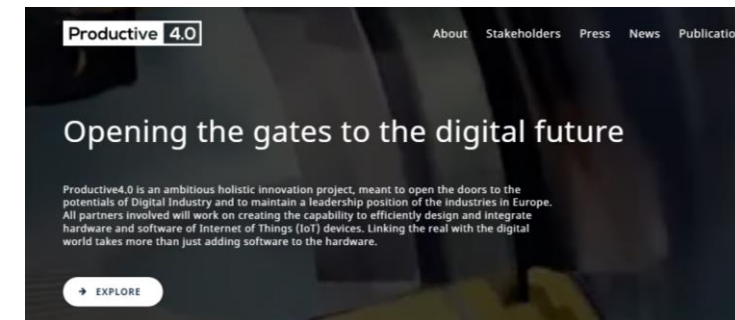 Productive 4.0
About Stakeholders Press News
Opening the gates to the digital future
Productive4.0 is an ambitious holistic innovation project, meant to open the doors to the
potentials of Digital Industry and to maintain a leadership position of the industries in Europe.
All partners involved will work on creating the capability to efficiently design and integrate
hardware and software of Internet of Things (IoT) devices. Linking the real with the digital
world takes more than just adding software to the hardware.
→ EXPLORE